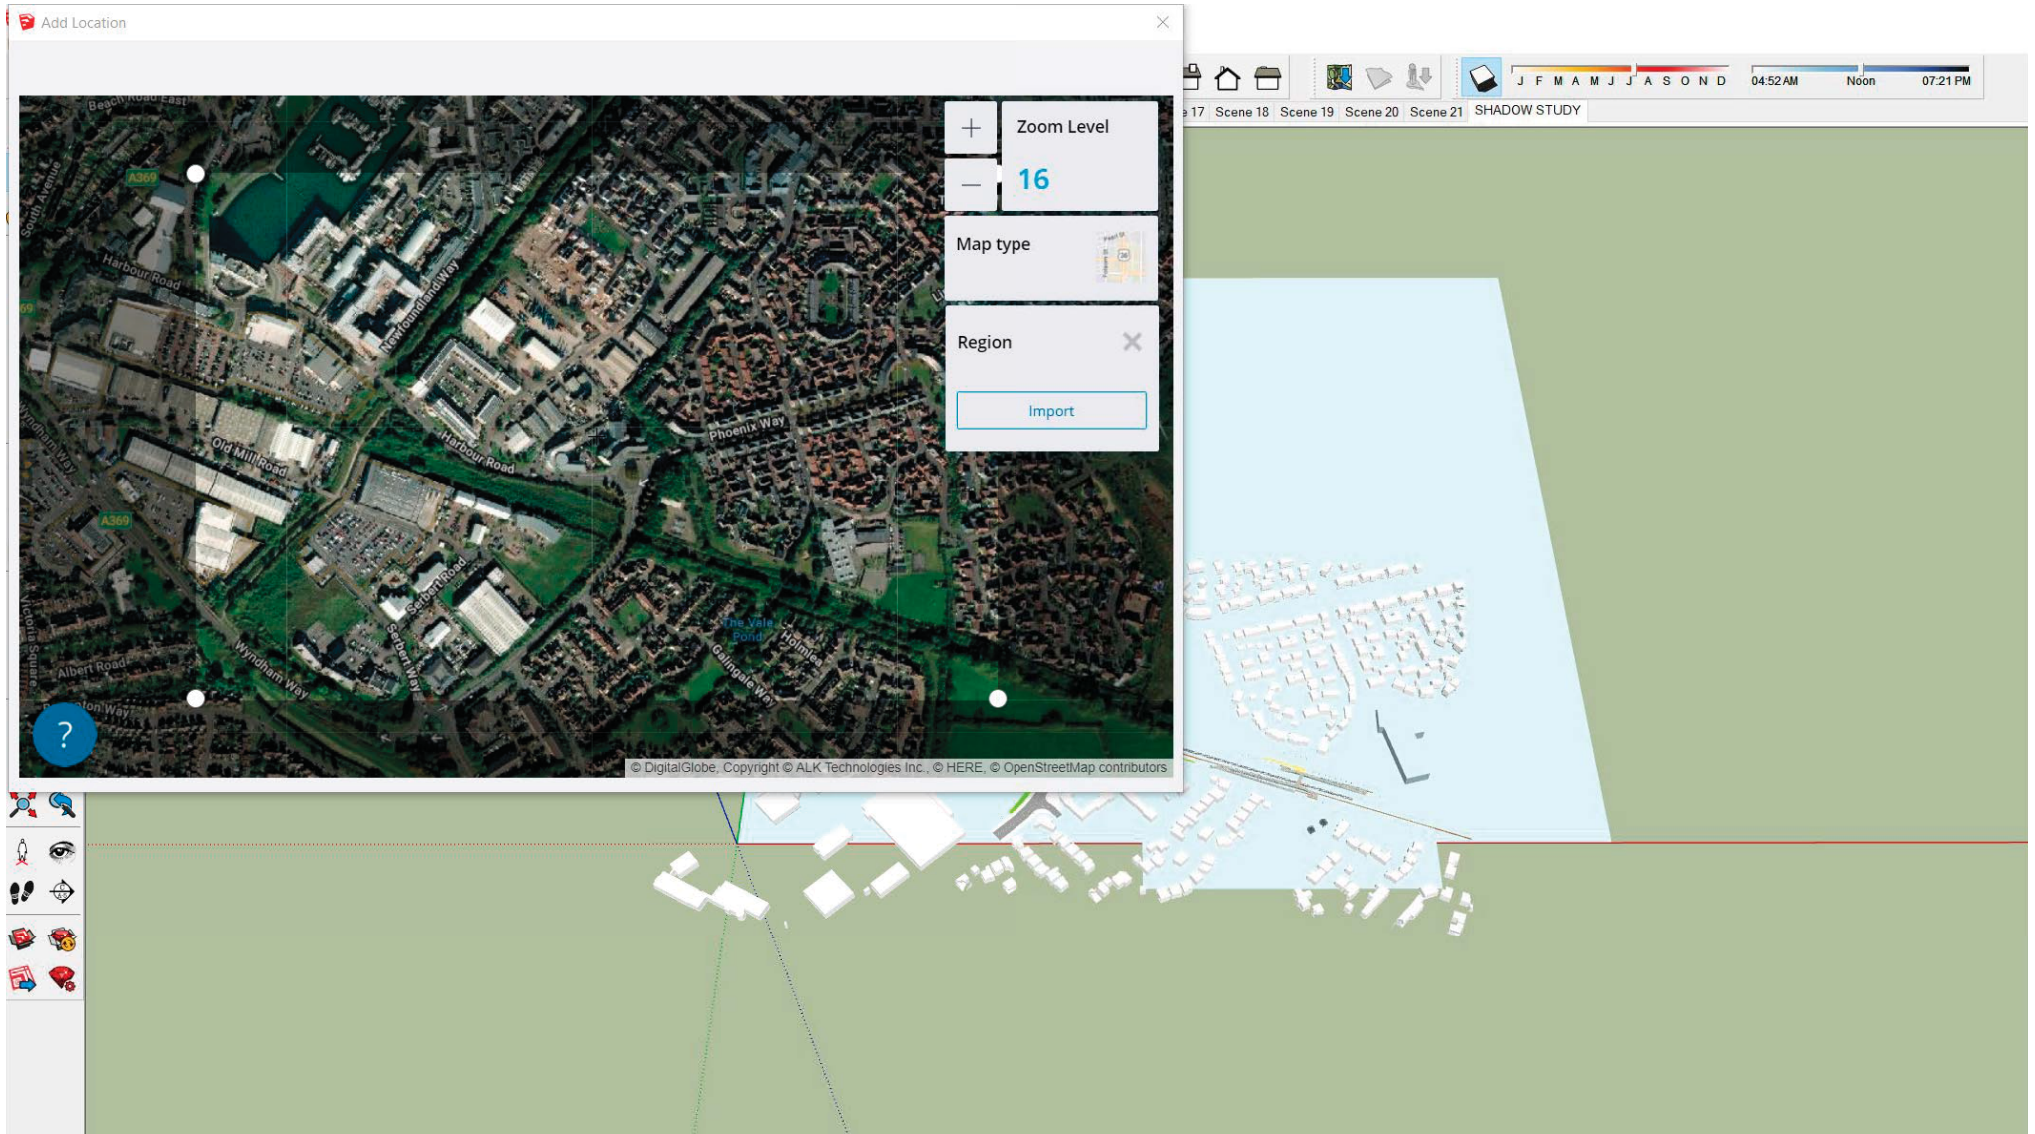 Add Location
Beach Road East
A369
South Avenue
Harbour Road
69
Newfoundland Way
Zoom Level
16
Map type
Region
Import
Phoenix Way
Harbour Road
Old Mill Road
Wyndham Way
A369
Serbert Road
Serbert Way
The Vale
Pond
Holmlea
Galingale Way
Victoria Square
Albert Road
Wyndham Way
?
© DigitalGlobe, Copyright © ALK Technologies Inc., © HERE, © OpenStreetMap contributors
J F M A M J J A S O N D
04:52 AM Noon 07:21 PM
17 Scene 18 Scene 19 Scene 20 Scene 21 SHADOW STUDY